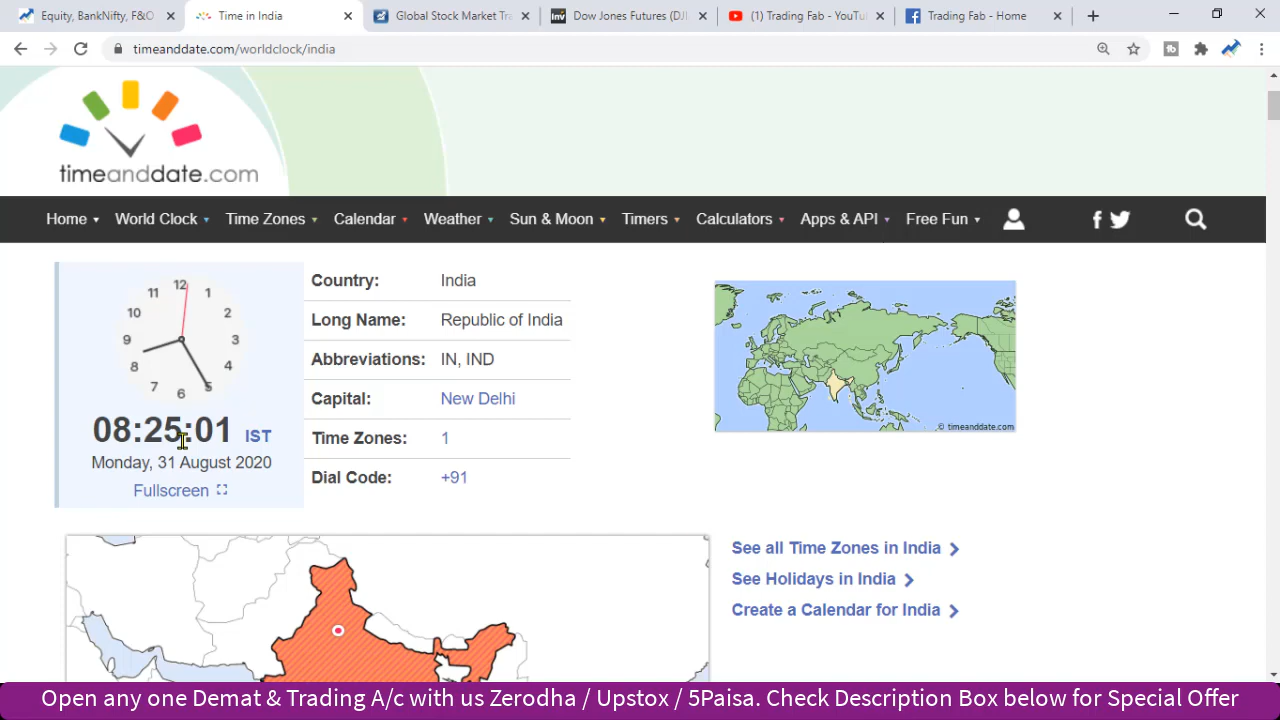 Equity, BankNifty, F&O
Time in India
Global Stock Market Tra
Dow Jones Futures (DJI
(1) Trading Fab - YouTu
Trading Fab - Home
timeanddate.com/worldclock/india
timeanddate.com
Home
World Clock
Time Zones
Calendar
Weather
Sun & Moon
Timers
Calculators
Apps & API
Free Fun
12
1
2
3
4
5
6
7
8
9
10
11
08:25:01 IST
Monday, 31 August 2020
Fullscreen
Country: India
Long Name: Republic of India
Abbreviations: IN, IND
Capital: New Delhi
Time Zones: 1
Dial Code: +91
© timeanddate.com
See all Time Zones in India
See Holidays in India
Create a Calendar for India
Open any one Demat & Trading A/c with us Zerodha / Upstox / 5Paisa. Check Description Box below for Special Offer